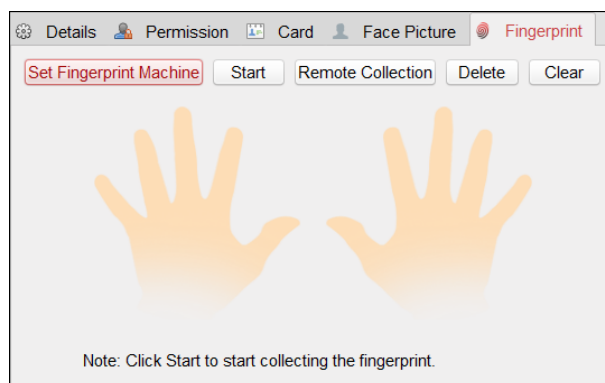 Details Permission Card Face Picture Fingerprint
Set Fingerprint Machine Start Remote Collection Delete Clear
Note: Click Start to start collecting the fingerprint.